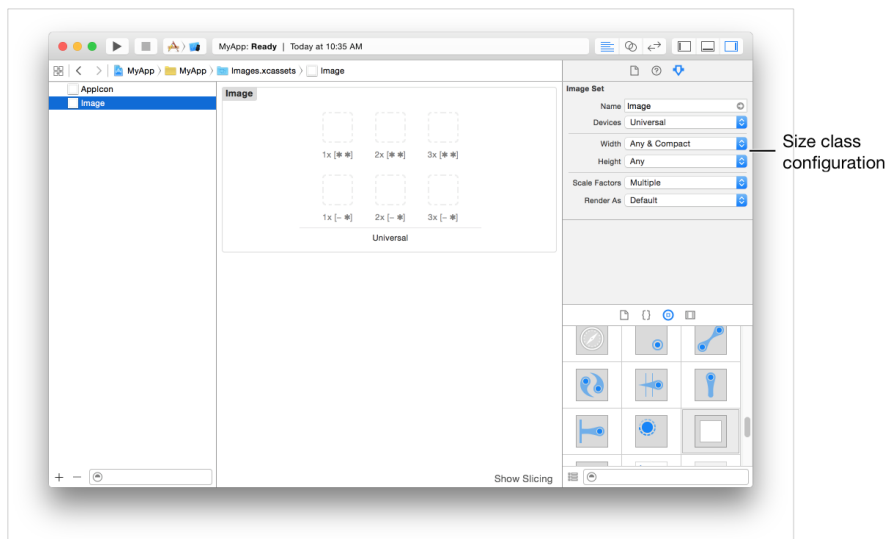 MyApp: Ready | Today at 10:35 AM
MyApp MyApp Images.xcassets Image
AppIcon
Image
Image
1x [✱ ✱] 2x [✱ ✱] 3x [✱ ✱]
1x [– ✱] 2x [– ✱] 3x [– ✱]
Universal
Show Slicing
Image Set
Name Image
Devices Universal
Width Any & Compact
Height Any
Scale Factors Multiple
Render As Default
{}
Size class
configuration